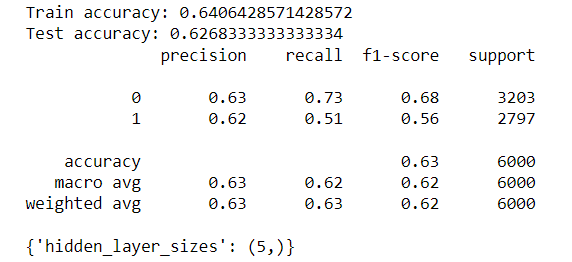 Train accuracy: 0.6406428571428572
Test accuracy: 0.6268333333333334
precision recall f1-score support
0 0.63 0.73 0.68 3203
1 0.62 0.51 0.56 2797
accuracy 0.63 6000
macro avg 0.63 0.62 0.62 6000
weighted avg 0.63 0.63 0.62 6000
{'hidden_layer_sizes': (5,)}